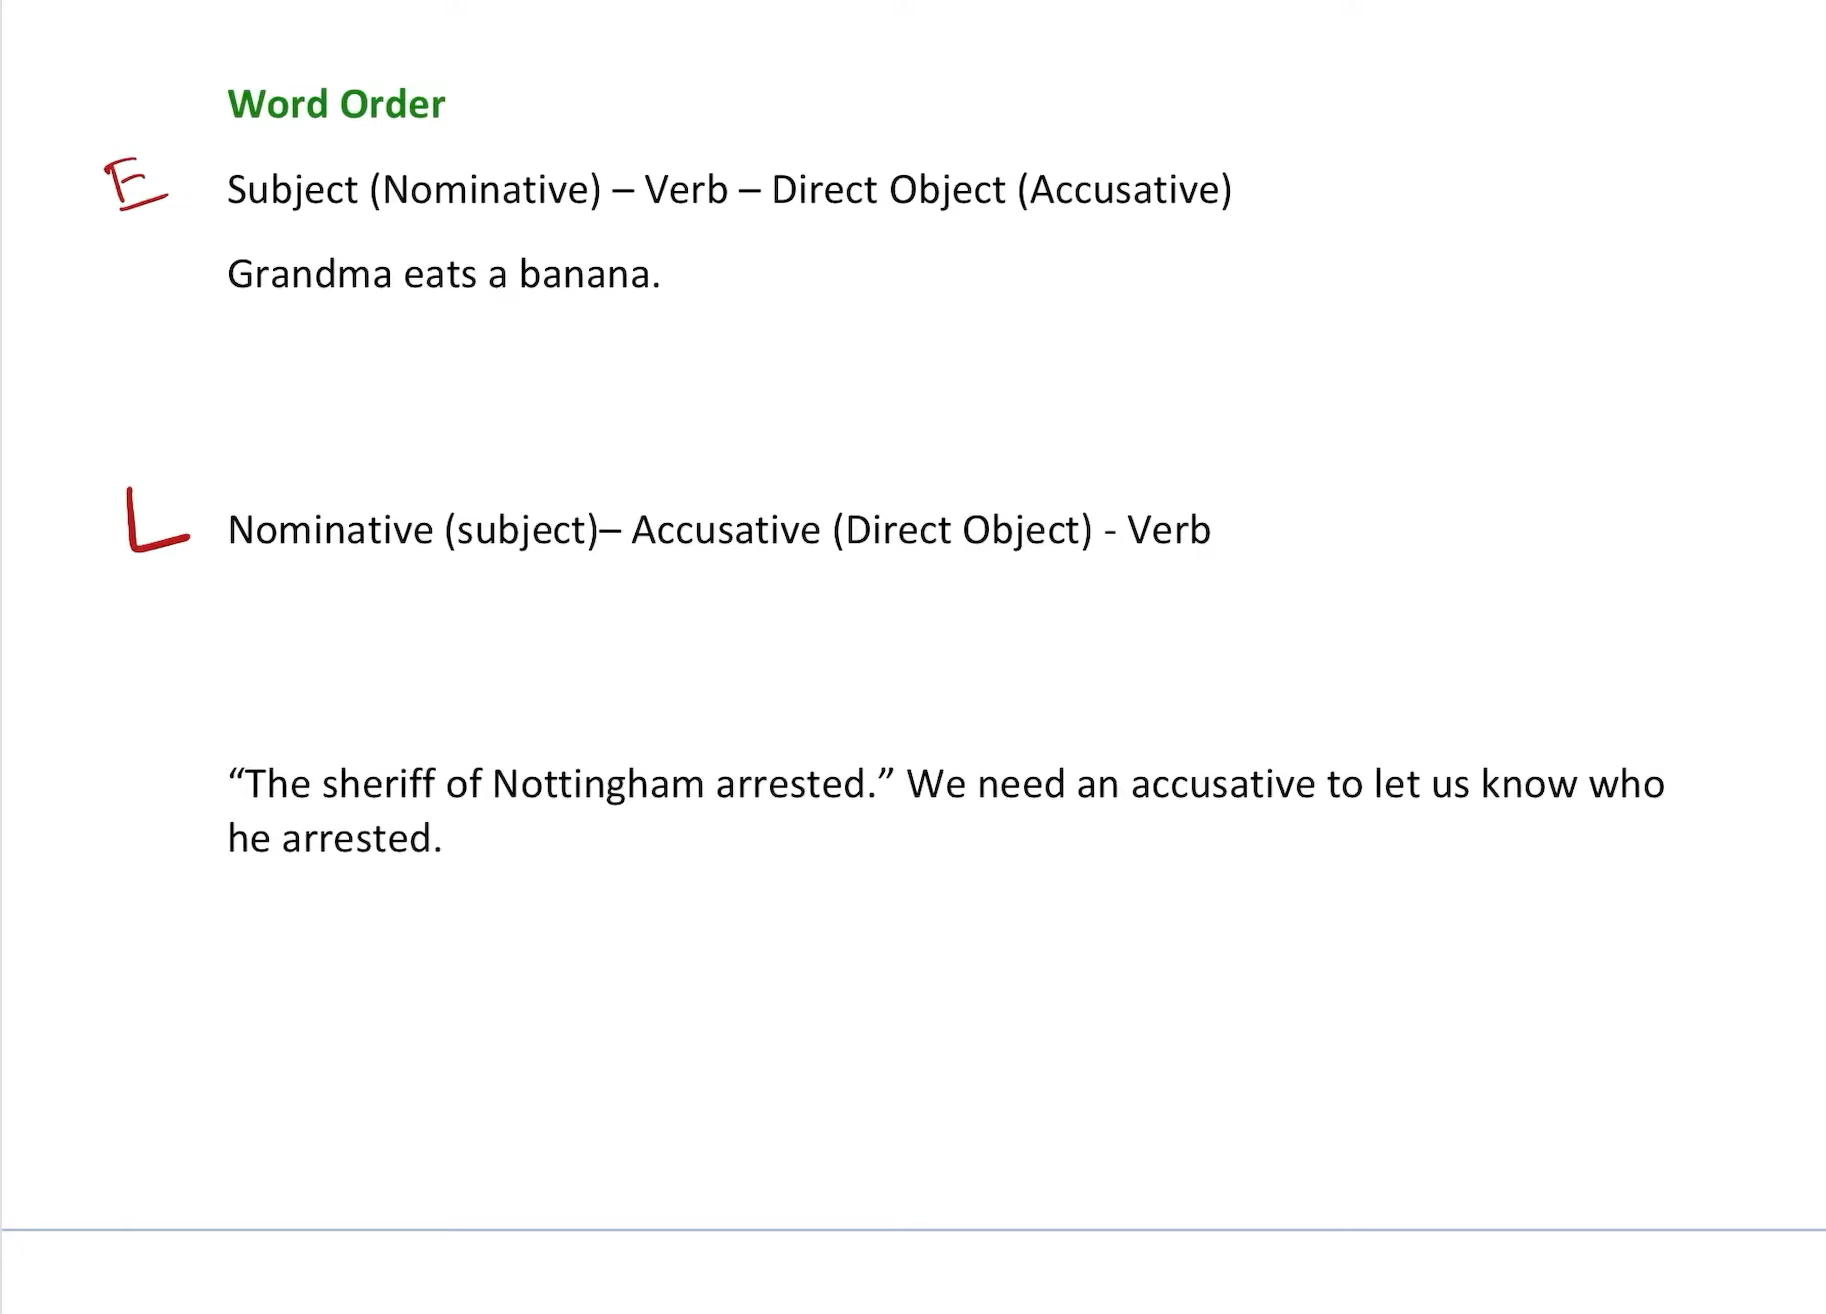 Word Order
E Subject (Nominative) – Verb – Direct Object (Accusative)
Grandma eats a banana.
L Nominative (subject)– Accusative (Direct Object) - Verb
“The sheriff of Nottingham arrested.” We need an accusative to let us know who
he arrested.